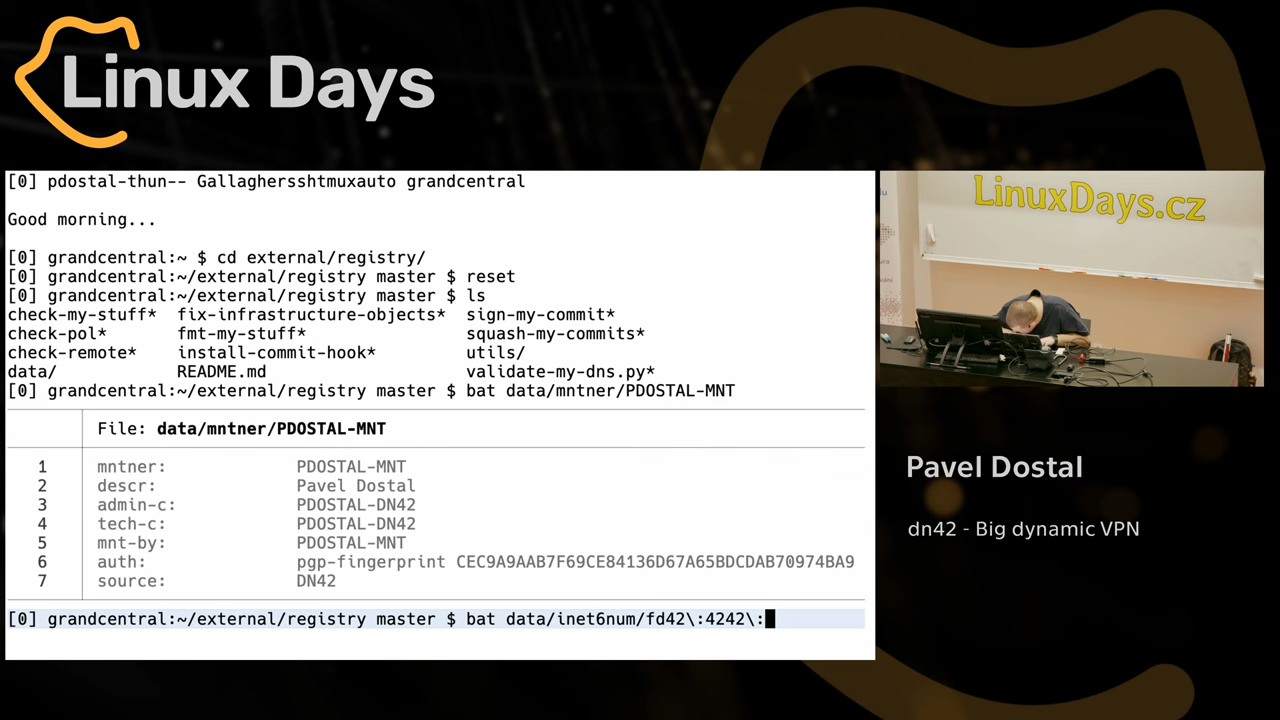 Linux Days
[0] pdostal-thun-- Gallaghersshtmuxauto grandcentral
Good morning...
[0] grandcentral:~ $ cd external/registry/
[0] grandcentral:~/external/registry master $ reset
[0] grandcentral:~/external/registry master $ ls
check-my-stuff* fix-infrastructure-objects* sign-my-commit*
check-pol* fmt-my-stuff* squash-my-commits*
check-remote* install-commit-hook* utils/
data/ README.md validate-my-dns.py*
[0] grandcentral:~/external/registry master $ bat data/mntner/PDOSTAL-MNT
File: data/mntner/PDOSTAL-MNT
1 mntner: PDOSTAL-MNT
2 descr: Pavel Dostal
3 admin-c: PDOSTAL-DN42
4 tech-c: PDOSTAL-DN42
5 mnt-by: PDOSTAL-MNT
6 auth: pgp-fingerprint CEC9A9AAB7F69CE84136D67A65BDCDAB70974BA9
7 source: DN42
[0] grandcentral:~/external/registry master $ bat data/inet6num/fd42\:4242\:
LinuxDays.cz
Pavel Dostal
dn42 - Big dynamic VPN